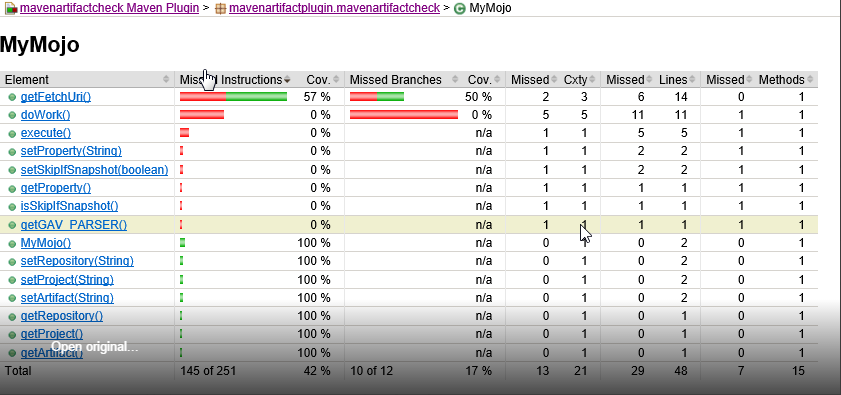 mavenartifactcheck Maven Plugin > mavenartifactplugin.mavenartifactcheck > MyMojo
MyMojo
Element Missed Instructions Cov. Missed Branches Cov. Missed Cxty Missed Lines Missed Methods
getFetchUri() 57 % 50 % 2 3 6 14 0 1
doWork() 0 % 0 % 5 5 11 11 1 1
execute() 0 % n/a 1 1 5 5 1 1
setProperty(String) 0 % n/a 1 1 2 2 1 1
setSkipIfSnapshot(boolean) 0 % n/a 1 1 2 2 1 1
getProperty() 0 % n/a 1 1 1 1 1 1
isSkipIfSnapshot() 0 % n/a 1 1 1 1 1 1
getGAV_PARSER() 0 % n/a 1 1 1 1 1 1
MyMojo() 100 % n/a 0 1 0 2 0 1
setRepository(String) 100 % n/a 0 1 0 2 0 1
setProject(String) 100 % n/a 0 1 0 2 0 1
setArtifact(String) 100 % n/a 0 1 0 2 0 1
getRepository() 100 % n/a 0 1 0 1 0 1
getProject() 100 % n/a 0 1 0 1 0 1
Open original...
getArtifact() 100 % n/a 0 1 0 1 0 1
Total 145 of 251 42 % 10 of 12 17 % 13 21 29 48 7 15